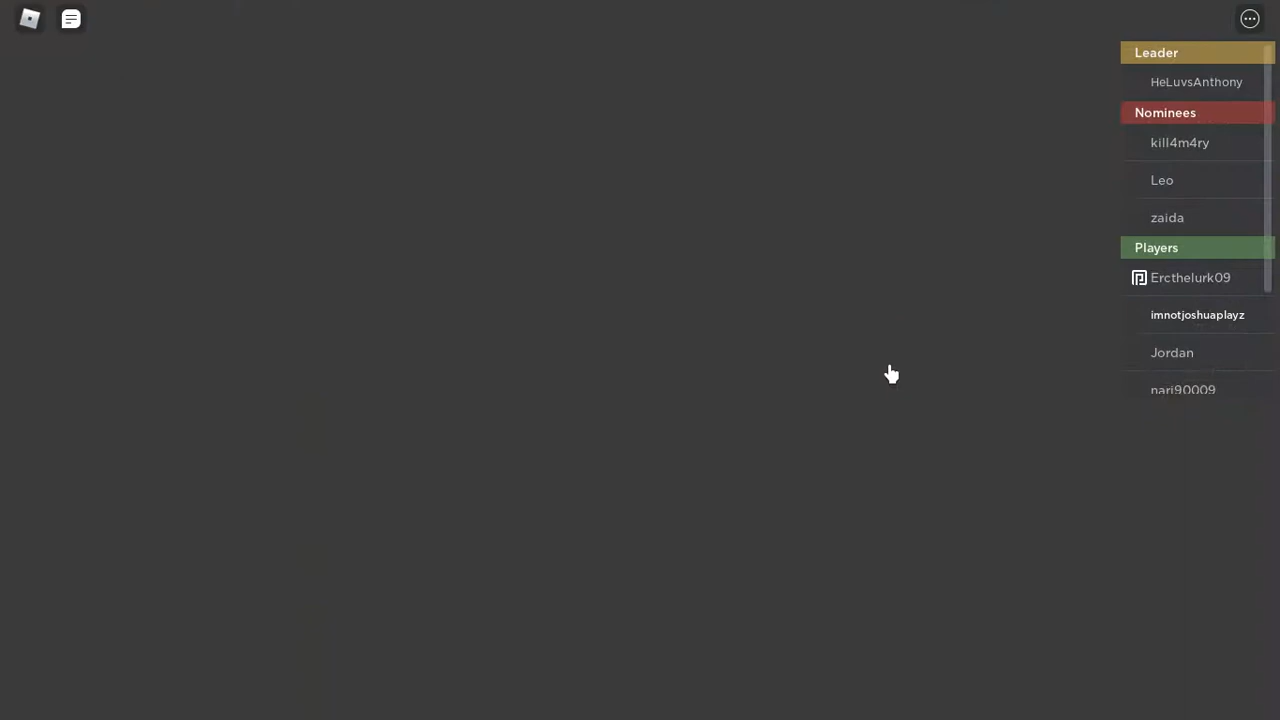 Leader
HeLuvsAnthony
Nominees
kill4m4ry
Leo
zaida
Players
Ercthelurk09
imnotjoshuaplayz
Jordan
nari90009